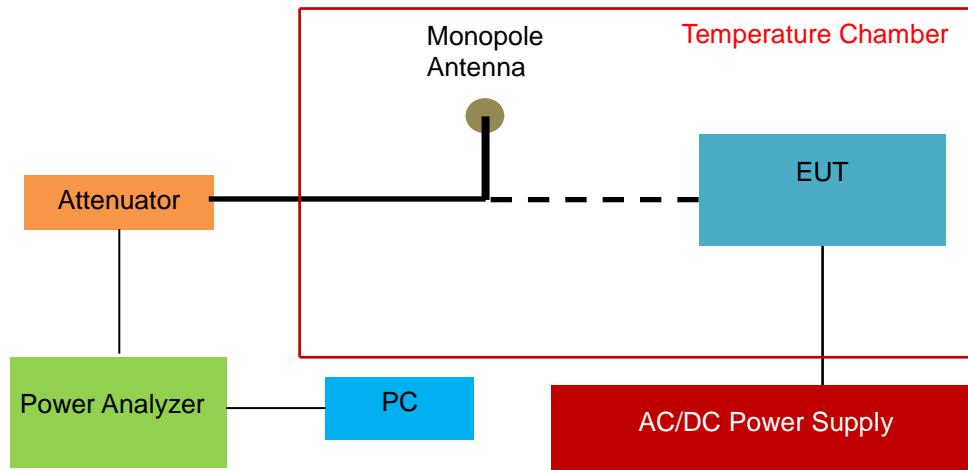 Temperature Chamber
Monopole
Antenna
EUT
Attenuator
Power Analyzer
PC
AC/DC Power Supply